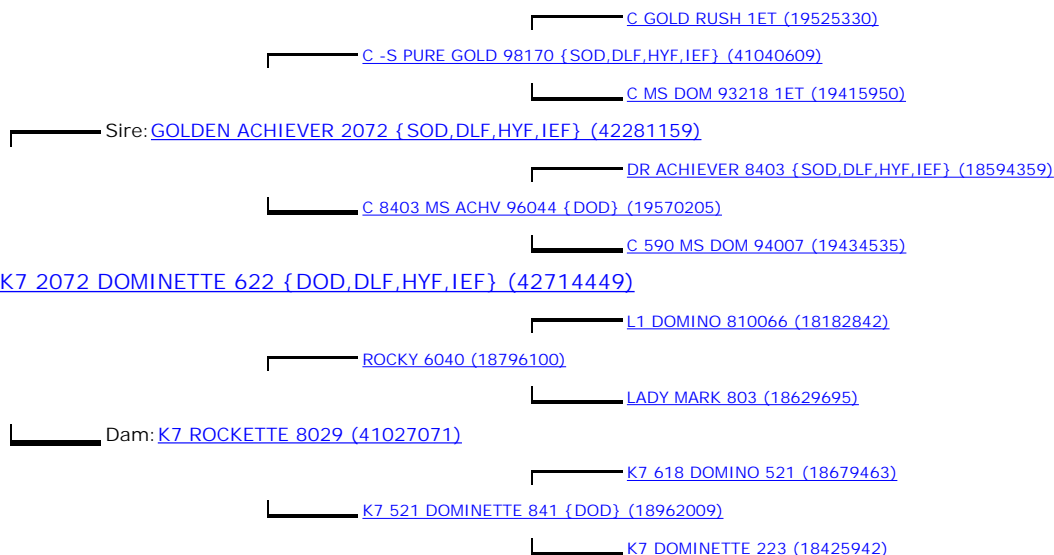 C GOLD RUSH 1ET (19525330)
C -S PURE GOLD 98170 {SOD,DLF,HYF,IEF} (41040609)
C MS DOM 93218 1ET (19415950)
Sire: GOLDEN ACHIEVER 2072 {SOD,DLF,HYF,IEF} (42281159)
DR ACHIEVER 8403 {SOD,DLF,HYF,IEF} (18594359)
C 8403 MS ACHV 96044 {DOD} (19570205)
C 590 MS DOM 94007 (19434535)
K7 2072 DOMINETTE 622 {DOD,DLF,HYF,IEF} (42714449)
L1 DOMINO 810066 (18182842)
ROCKY 6040 (18796100)
LADY MARK 803 (18629695)
Dam: K7 ROCKETTE 8029 (41027071)
K7 618 DOMINO 521 (18679463)
K7 521 DOMINETTE 841 {DOD} (18962009)
K7 DOMINETTE 223 (18425942)